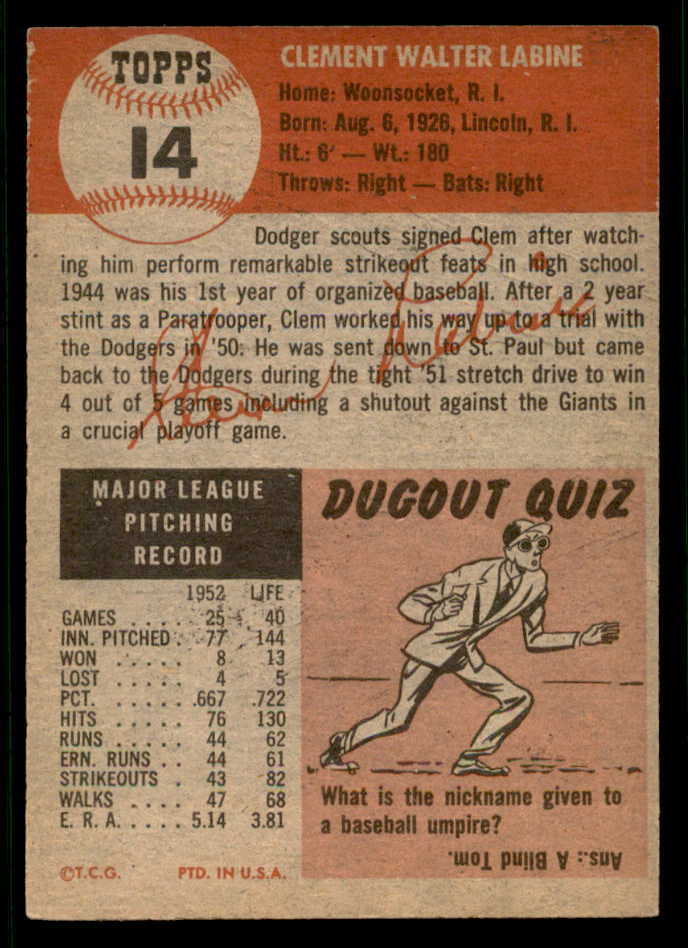 TOPPS
14
CLEMENT WALTER LABINE
Home: Woonsocket, R. I.
Born: Aug. 6, 1926, Lincoln, R. I.
Ht.: 6' — Wt.: 180
Throws: Right — Bats: Right
Dodger scouts signed Clem after watch-
ing him perform remarkable strikeout feats in high school.
1944 was his 1st year of organized baseball. After a 2 year
stint as a Paratrooper, Clem worked his way up to a trial with
the Dodgers in '50. He was sent down to St. Paul but came
back to the Dodgers during the tight '51 stretch drive to win
4 out of 5 games including a shutout against the Giants in
a crucial playoff game.
Clem Labine
MAJOR LEAGUE
PITCHING
RECORD
1952 LIFE
GAMES . . . . 25 40
INN. PITCHED . 77 144
WON . . . . . 8 13
LOST . . . . . 4 5
PCT. . . . . . .667 .722
HITS . . . . . 76 130
RUNS . . . . . 44 62
ERN. RUNS . . 44 61
STRIKEOUTS . 43 82
WALKS . . . . 47 68
E. R. A. . . . . 5.14 3.81
©T.C.G. PTD. IN U.S.A.
DUGOUT QUIZ
What is the nickname given to
a baseball umpire?
Ans.: A Blind Tom.